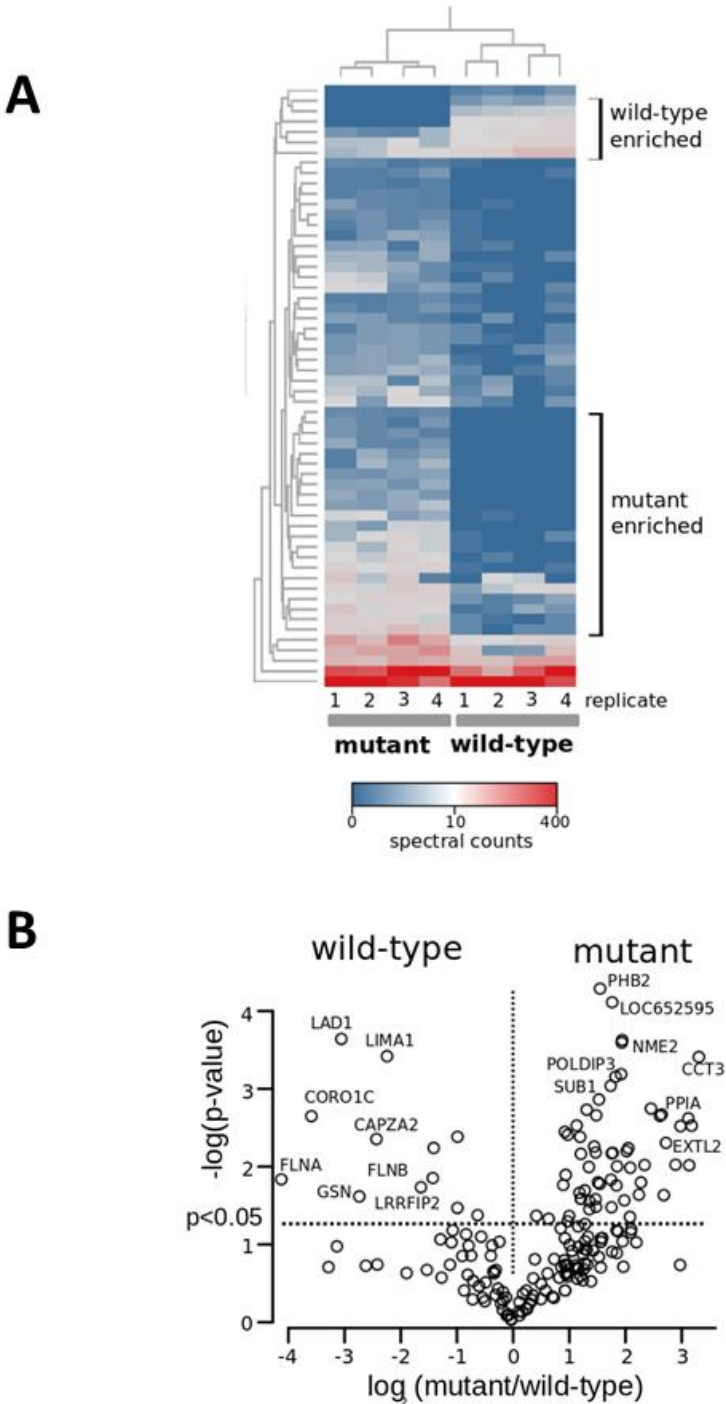 A
wild-type
enriched
mutant
enriched
1 2 3 4 1 2 3 4 replicate
mutant wild-type
0 10 400
spectral counts
B
wild-type mutant
PHB2
LOC652595
NME2
CCT3
POLDIP3
SUB1
PPIA
EXTL2
LAD1
LIMA1
CORO1C
CAPZA2
FLNA
FLNB
GSN
LRRFIP2
p<0.05
-log(p-value)
4
3
2
1
0
-4 -3 -2 -1 0 1 2 3
log (mutant/wild-type)